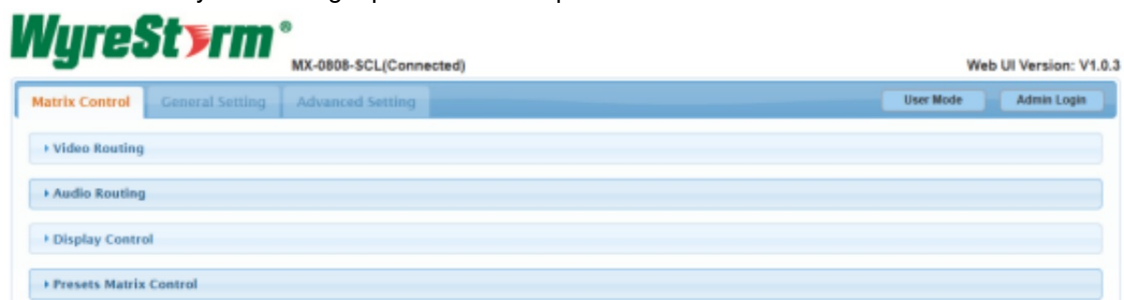 WyreStorm®
MX-0808-SCL(Connected)
Web UI Version: V1.0.3
Matrix Control
General Setting
Advanced Setting
User Mode
Admin Login
Video Routing
Audio Routing
Display Control
Presets Matrix Control